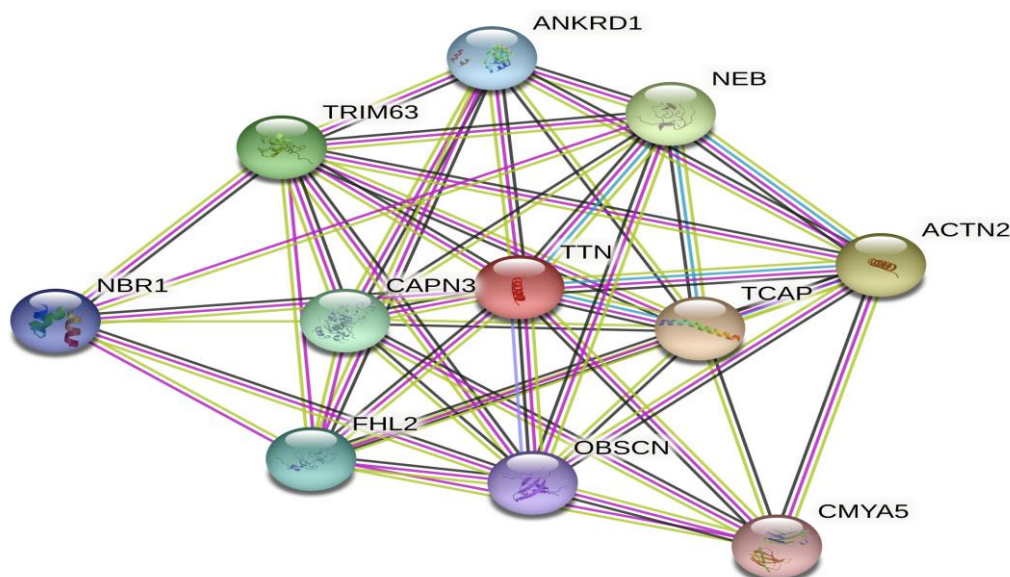 ANKRD1
NEB
TRIM63
ACTN2
TTN
NBR1
CAPN3
TCAP
FHL2
OBSCN
CMYA5